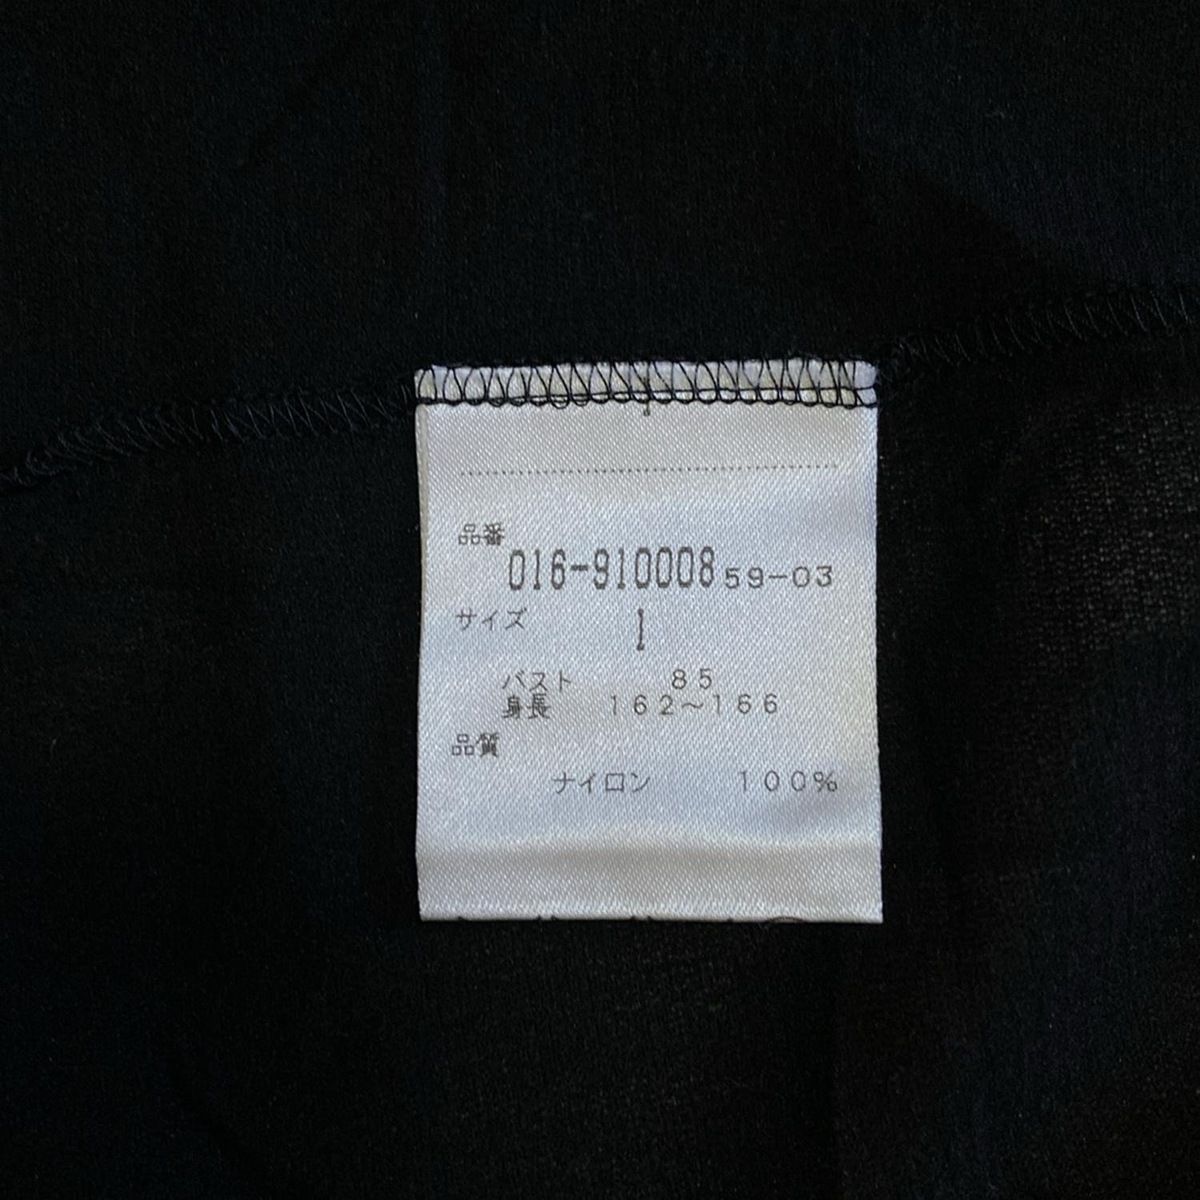 品番
016-910008 59-03
サイズ 1
バスト 85
身長 162〜166
品質
ナイロン 100%